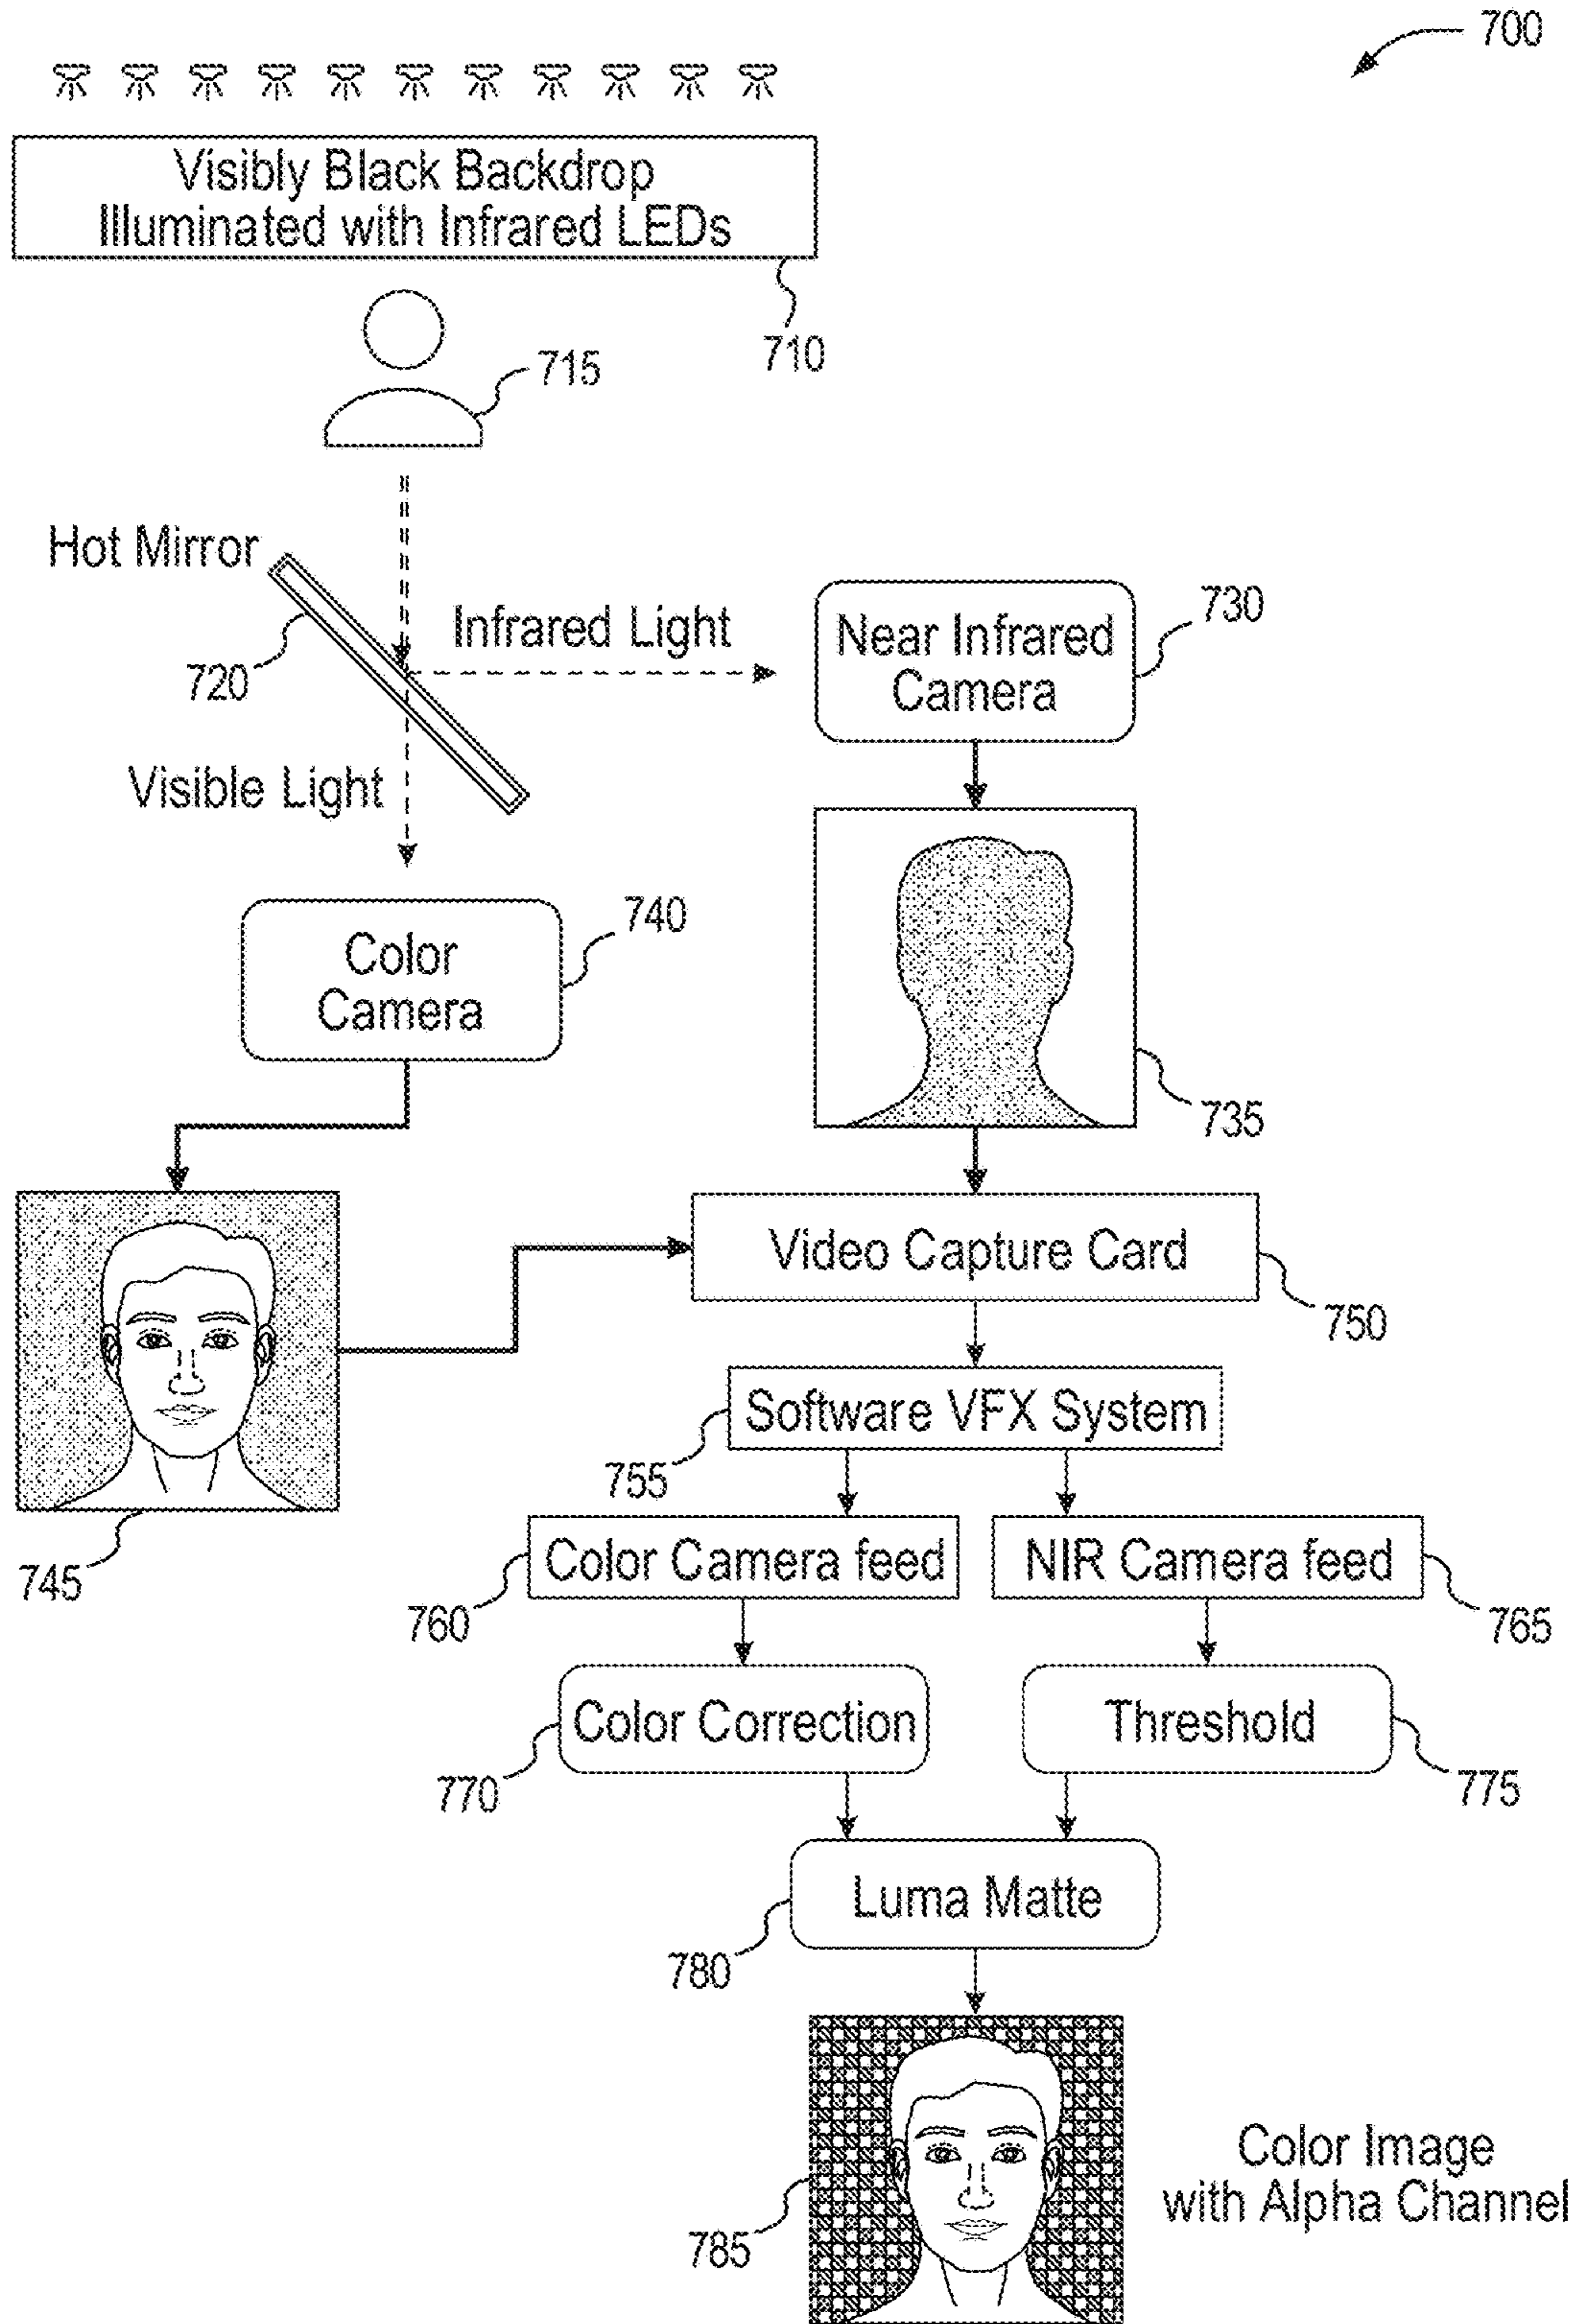 700
Visibly Black Backdrop
Illuminated with Infrared LEDs
710
715
Hot Mirror
720
Infrared Light
Near Infrared
Camera
730
Visible Light
Color
Camera
740
735
745
Video Capture Card
750
Software VFX System
755
Color Camera feed
760
NIR Camera feed
765
Color Correction
770
Threshold
775
Luma Matte
780
785
Color Image
with Alpha Channel